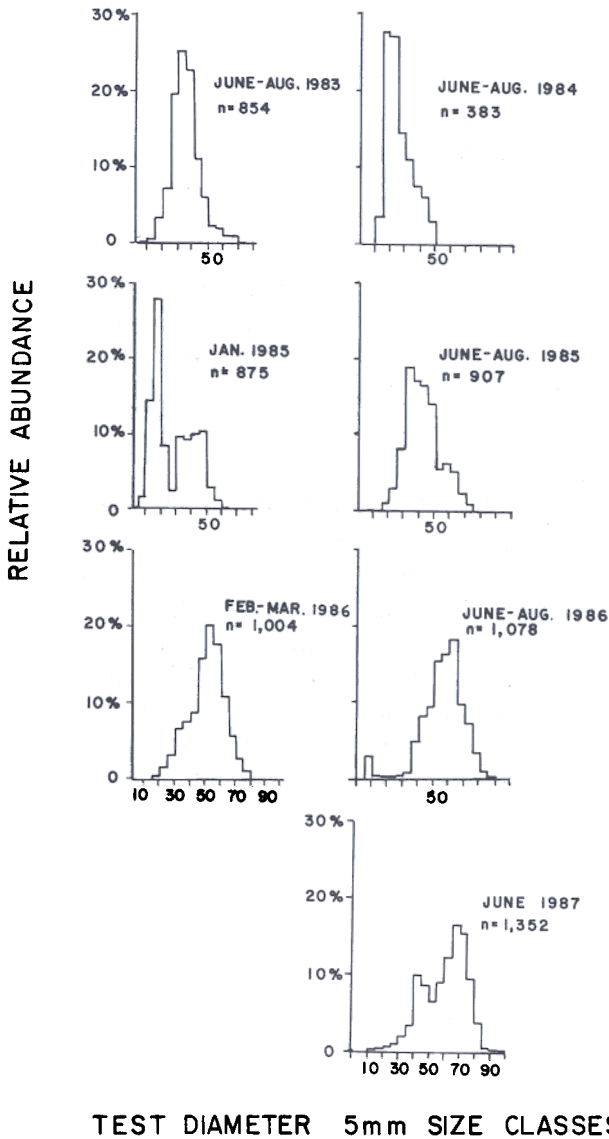 RELATIVE ABUNDANCE
30%
20%
10%
0
50
JUNE-AUG. 1983
n= 854
50
JUNE-AUG. 1984
n= 383
30%
20%
10%
0
50
JAN. 1985
n= 875
50
JUNE-AUG. 1985
n= 907
30%
20%
10%
0
10 30 50 70 90
FEB.-MAR. 1986
n= 1,004
50
JUNE-AUG. 1986
n= 1,078
30%
20%
10%
0
10 30 50 70 90
JUNE 1987
n= 1,352
TEST DIAMETER 5mm SIZE CLASSES